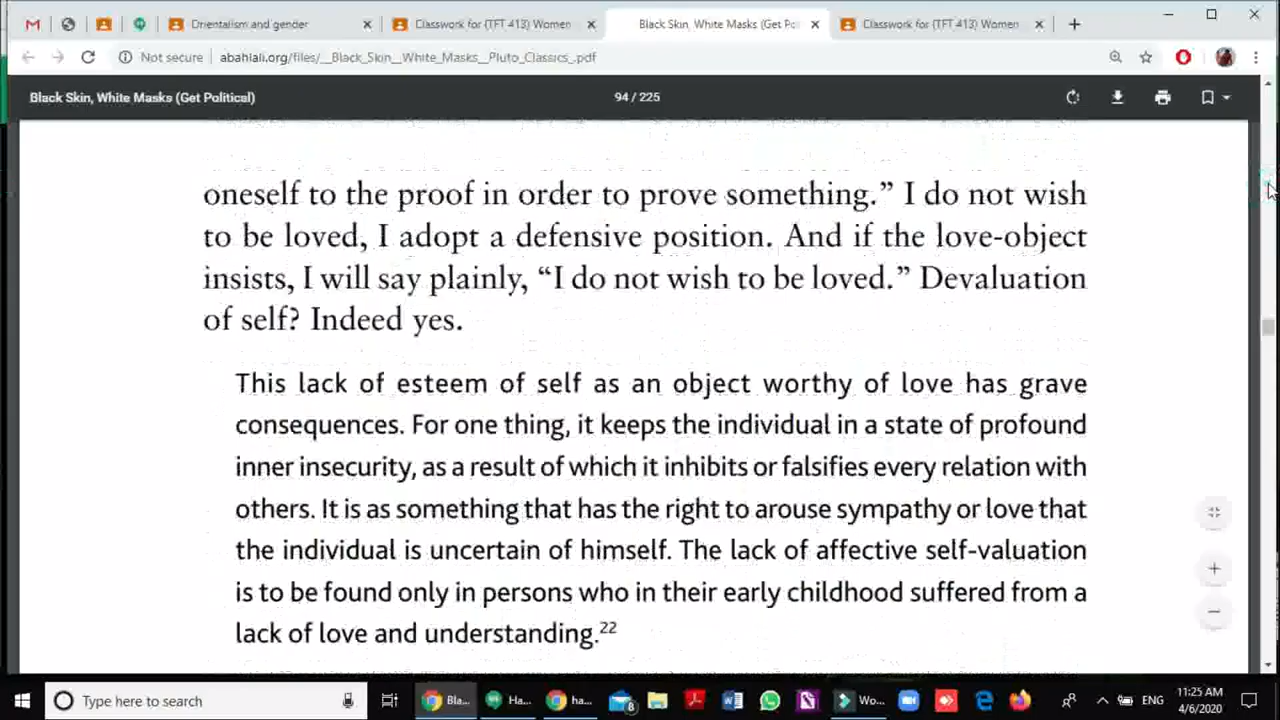 Orientalism and gender
Classwork for (TFT 413) Women
Black Skin, White Masks (Get Pol
Classwork for (TFT 413) Women
Not secure
abahlali.org/files/__Black_Skin__White_Masks__Pluto_Classics_.pdf
Black Skin, White Masks (Get Political)
94 / 225
oneself to the proof in order to prove something.” I do not wish
to be loved, I adopt a defensive position. And if the love-object
insists, I will say plainly, “I do not wish to be loved.” Devaluation
of self? Indeed yes.
This lack of esteem of self as an object worthy of love has grave
consequences. For one thing, it keeps the individual in a state of profound
inner insecurity, as a result of which it inhibits or falsifies every relation with
others. It is as something that has the right to arouse sympathy or love that
the individual is uncertain of himself. The lack of affective self-valuation
is to be found only in persons who in their early childhood suffered from a
lack of love and understanding.22
Type here to search
Bla...
Ha...
ha...
8
Wo...
ENG
11:25 AM
4/6/2020